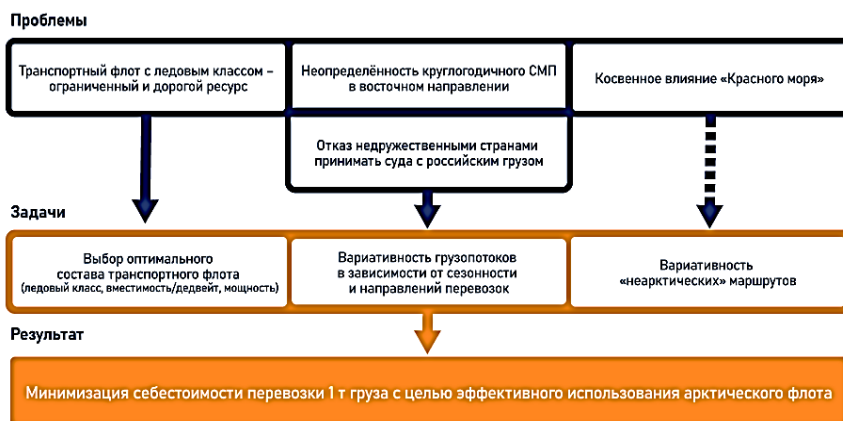 Проблемы
Транспортный флот с ледовым классом –
ограниченный и дорогой ресурс
Неопределённость круглогодичного СМП
в восточном направлении
Косвенное влияние «Красного моря»
Отказ недружественными странами
принимать суда с российским грузом
Задачи
Выбор оптимального
состава транспортного флота
(ледовый класс, вместимость/дедвейт, мощность)
Вариативность грузопотоков
в зависимости от сезонности
и направлений перевозок
Вариативность
«неарктических» маршрутов
Результат
Минимизация себестоимости перевозки 1 т груза с целью эффективного использования арктического флота